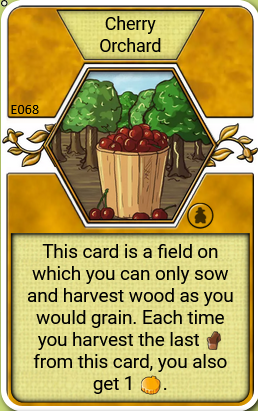 Cherry
Orchard
E068
This card is a field on
which you can only sow
and harvest wood as you
would grain. Each time
you harvest the last
from this card, you also
get 1 .